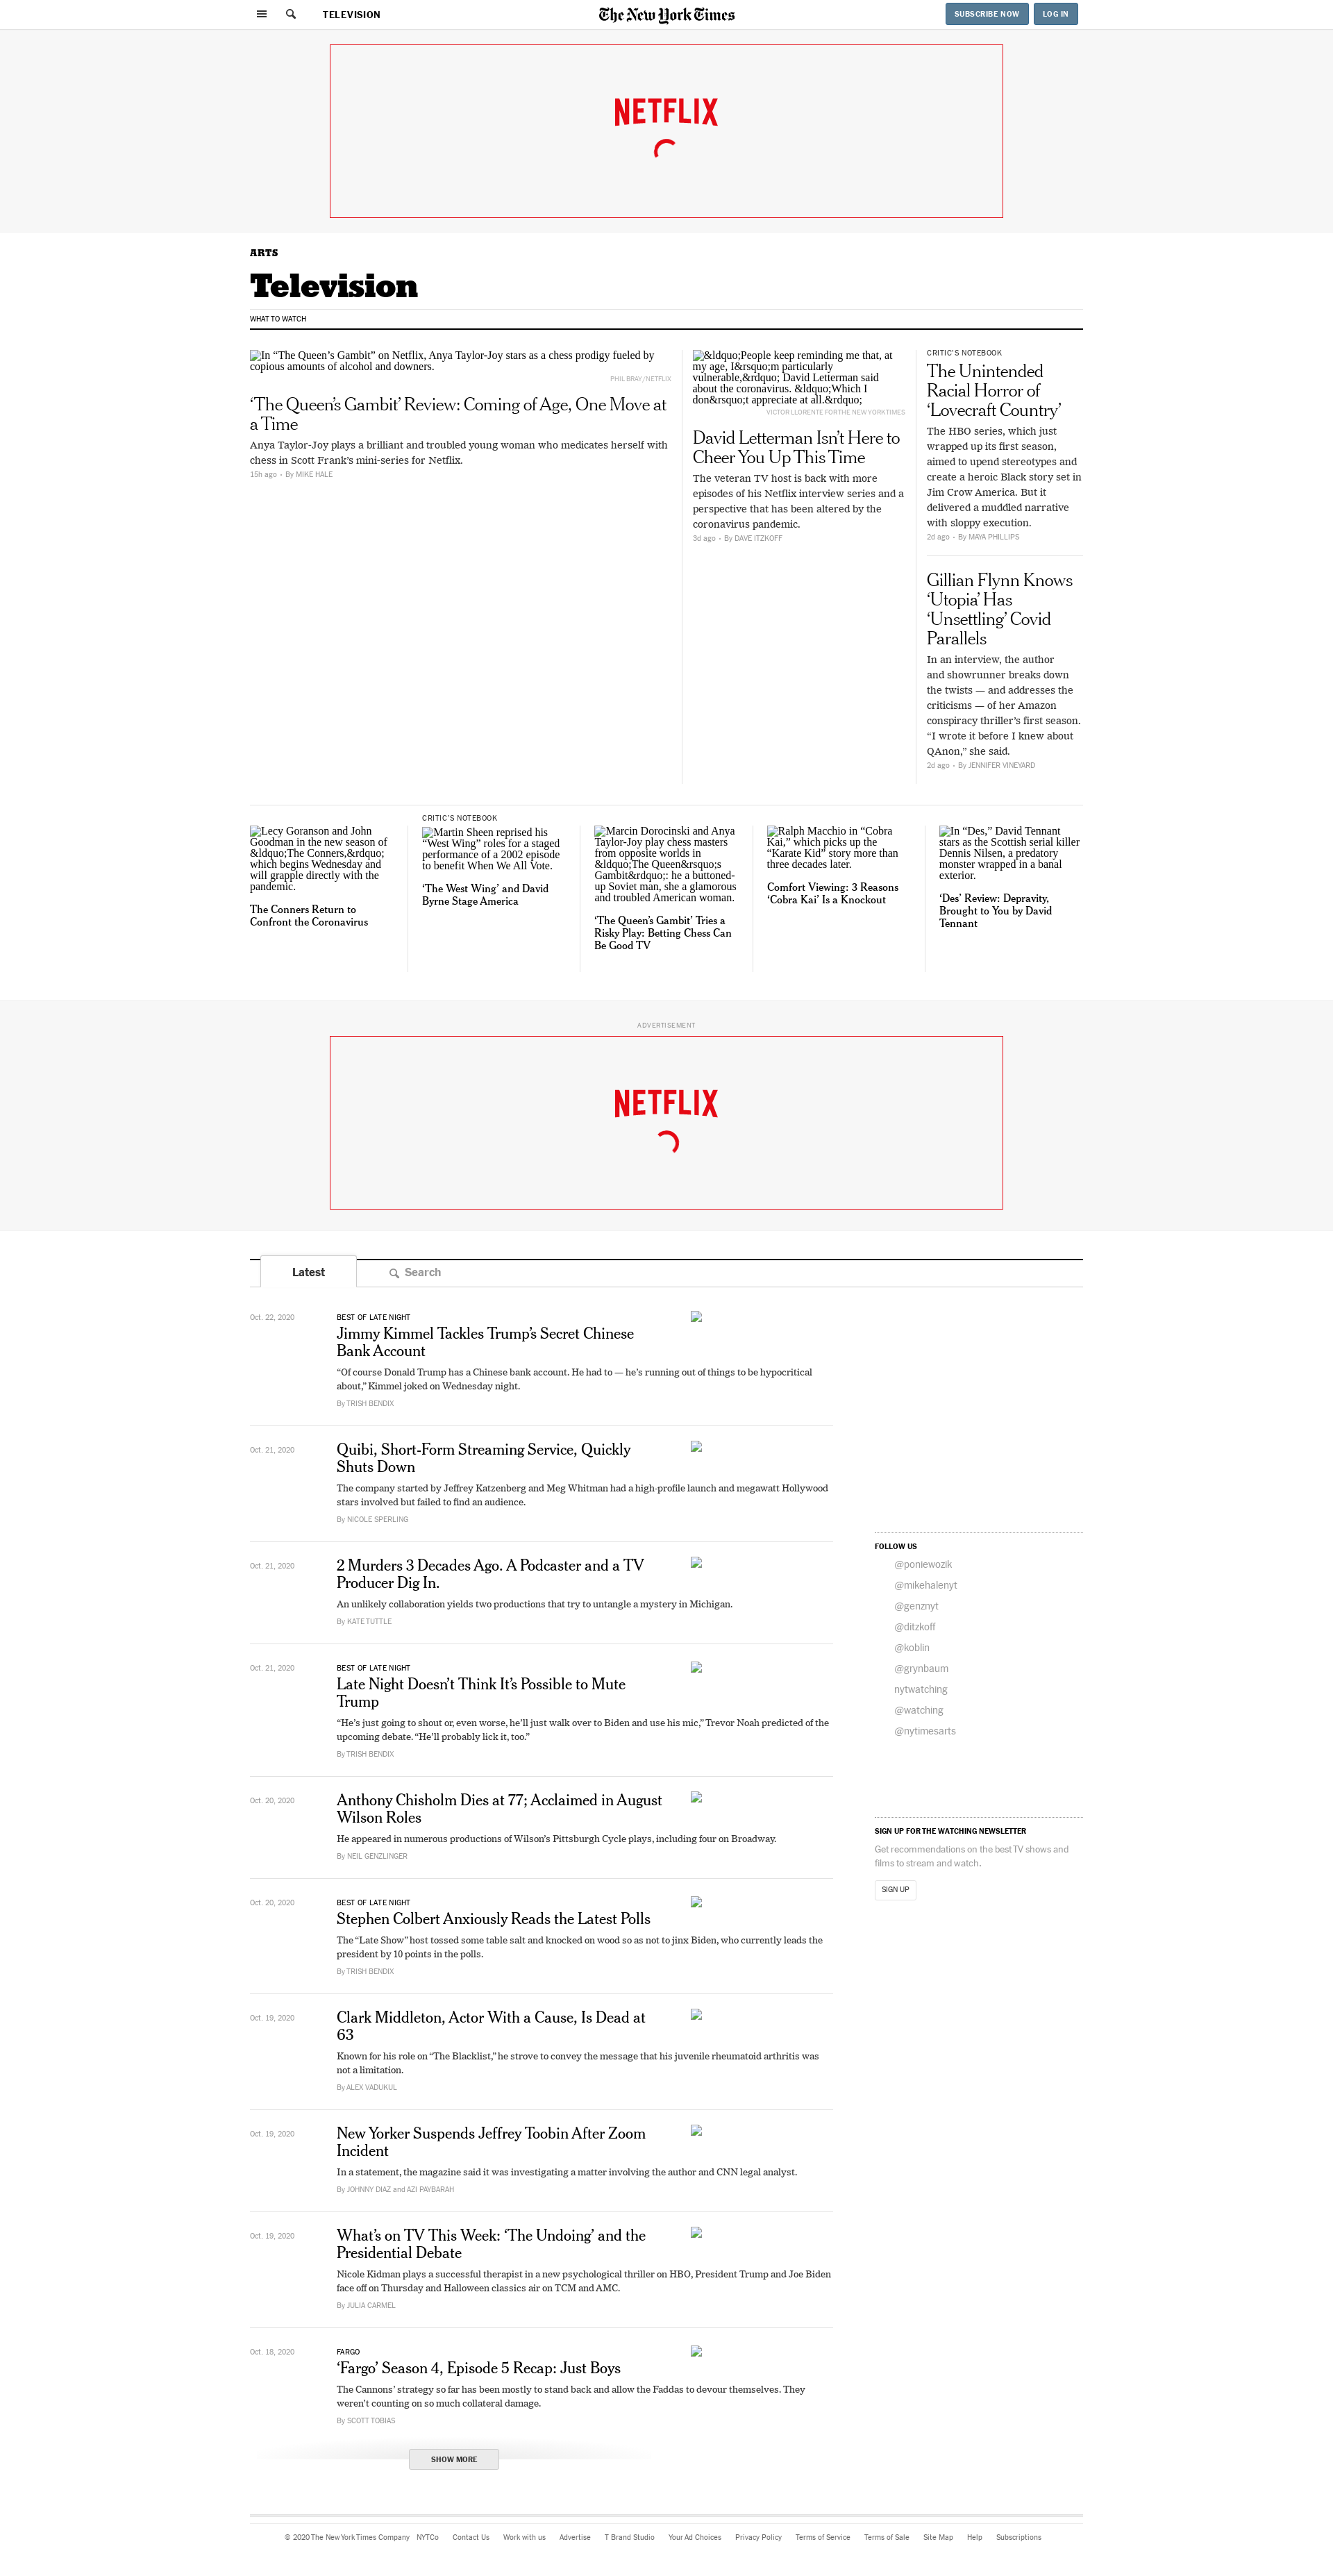 TELEVISION
The New York Times
SUBSCRIBE NOW
LOG IN
NETFLIX
ARTS
Television
WHAT TO WATCH
In “The Queen’s Gambit” on Netflix, Anya Taylor-Joy stars as a chess prodigy fueled by
copious amounts of alcohol and downers.
PHIL BRAY/NETFLIX
‘The Queen’s Gambit’ Review: Coming of Age, One Move at
a Time
Anya Taylor-Joy plays a brilliant and troubled young woman who medicates herself with
chess in Scott Frank’s mini-series for Netflix.
15h ago • By MIKE HALE
&ldquo;People keep reminding me that, at
my age, I&rsquo;m particularly
vulnerable,&rdquo; David Letterman said
about the coronavirus. &ldquo;Which I
don&rsquo;t appreciate at all.&rdquo;
VICTOR LLORENTE FOR THE NEW YORK TIMES
David Letterman Isn’t Here to
Cheer You Up This Time
The veteran TV host is back with more
episodes of his Netflix interview series and a
perspective that has been altered by the
coronavirus pandemic.
3d ago • By DAVE ITZKOFF
CRITIC’S NOTEBOOK
The Unintended
Racial Horror of
‘Lovecraft Country’
The HBO series, which just
wrapped up its first season,
aimed to upend stereotypes and
create a heroic Black story set in
Jim Crow America. But it
delivered a muddled narrative
with sloppy execution.
2d ago • By MAYA PHILLIPS
Gillian Flynn Knows
‘Utopia’ Has
‘Unsettling’ Covid
Parallels
In an interview, the author
and showrunner breaks down
the twists — and addresses the
criticisms — of her Amazon
conspiracy thriller’s first season.
“I wrote it before I knew about
QAnon,” she said.
2d ago • By JENNIFER VINEYARD
Lecy Goranson and John
Goodman in the new season of
&ldquo;The Conners,&rdquo;
which begins Wednesday and
will grapple directly with the
pandemic.
The Conners Return to
Confront the Coronavirus
CRITIC’S NOTEBOOK
Martin Sheen reprised his
“West Wing” roles for a staged
performance of a 2002 episode
to benefit When We All Vote.
‘The West Wing’ and David
Byrne Stage America
Marcin Dorocinski and Anya
Taylor-Joy play chess masters
from opposite worlds in
&ldquo;The Queen&rsquo;s
Gambit&rdquo;: he a buttoned-
up Soviet man, she a glamorous
and troubled American woman.
‘The Queen’s Gambit’ Tries a
Risky Play: Betting Chess Can
Be Good TV
Ralph Macchio in “Cobra
Kai,” which picks up the
“Karate Kid” story more than
three decades later.
Comfort Viewing: 3 Reasons
‘Cobra Kai’ Is a Knockout
In “Des,” David Tennant
stars as the Scottish serial killer
Dennis Nilsen, a predatory
monster wrapped in a banal
exterior.
‘Des’ Review: Depravity,
Brought to You by David
Tennant
ADVERTISEMENT
NETFLIX
Latest
Search
Oct. 22, 2020
BEST OF LATE NIGHT
Jimmy Kimmel Tackles Trump’s Secret Chinese
Bank Account
“Of course Donald Trump has a Chinese bank account. He had to — he’s running out of things to be hypocritical
about,” Kimmel joked on Wednesday night.
By TRISH BENDIX
Oct. 21, 2020
Quibi, Short-Form Streaming Service, Quickly
Shuts Down
The company started by Jeffrey Katzenberg and Meg Whitman had a high-profile launch and megawatt Hollywood
stars involved but failed to find an audience.
By NICOLE SPERLING
Oct. 21, 2020
2 Murders 3 Decades Ago. A Podcaster and a TV
Producer Dig In.
An unlikely collaboration yields two productions that try to untangle a mystery in Michigan.
By KATE TUTTLE
Oct. 21, 2020
BEST OF LATE NIGHT
Late Night Doesn’t Think It’s Possible to Mute
Trump
“He’s just going to shout or, even worse, he’ll just walk over to Biden and use his mic,” Trevor Noah predicted of the
upcoming debate. “He’ll probably lick it, too.”
By TRISH BENDIX
Oct. 20, 2020
Anthony Chisholm Dies at 77; Acclaimed in August
Wilson Roles
He appeared in numerous productions of Wilson’s Pittsburgh Cycle plays, including four on Broadway.
By NEIL GENZLINGER
Oct. 20, 2020
BEST OF LATE NIGHT
Stephen Colbert Anxiously Reads the Latest Polls
The “Late Show” host tossed some table salt and knocked on wood so as not to jinx Biden, who currently leads the
president by 10 points in the polls.
By TRISH BENDIX
Oct. 19, 2020
Clark Middleton, Actor With a Cause, Is Dead at
63
Known for his role on “The Blacklist,” he strove to convey the message that his juvenile rheumatoid arthritis was
not a limitation.
By ALEX VADUKUL
Oct. 19, 2020
New Yorker Suspends Jeffrey Toobin After Zoom
Incident
In a statement, the magazine said it was investigating a matter involving the author and CNN legal analyst.
By JOHNNY DIAZ and AZI PAYBARAH
Oct. 19, 2020
What’s on TV This Week: ‘The Undoing’ and the
Presidential Debate
Nicole Kidman plays a successful therapist in a new psychological thriller on HBO, President Trump and Joe Biden
face off on Thursday and Halloween classics air on TCM and AMC.
By JULIA CARMEL
Oct. 18, 2020
FARGO
‘Fargo’ Season 4, Episode 5 Recap: Just Boys
The Cannons’ strategy so far has been mostly to stand back and allow the Faddas to devour themselves. They
weren’t counting on so much collateral damage.
By SCOTT TOBIAS
SHOW MORE
FOLLOW US
@poniewozik
@mikehalenyt
@genznyt
@ditzkoff
@koblin
@grynbaum
nytwatching
@watching
@nytimesarts
SIGN UP FOR THE WATCHING NEWSLETTER
Get recommendations on the best TV shows and
films to stream and watch.
SIGN UP
© 2020 The New York Times Company NYTCo Contact Us Work with us Advertise T Brand Studio Your Ad Choices Privacy Policy Terms of Service Terms of Sale Site Map Help Subscriptions